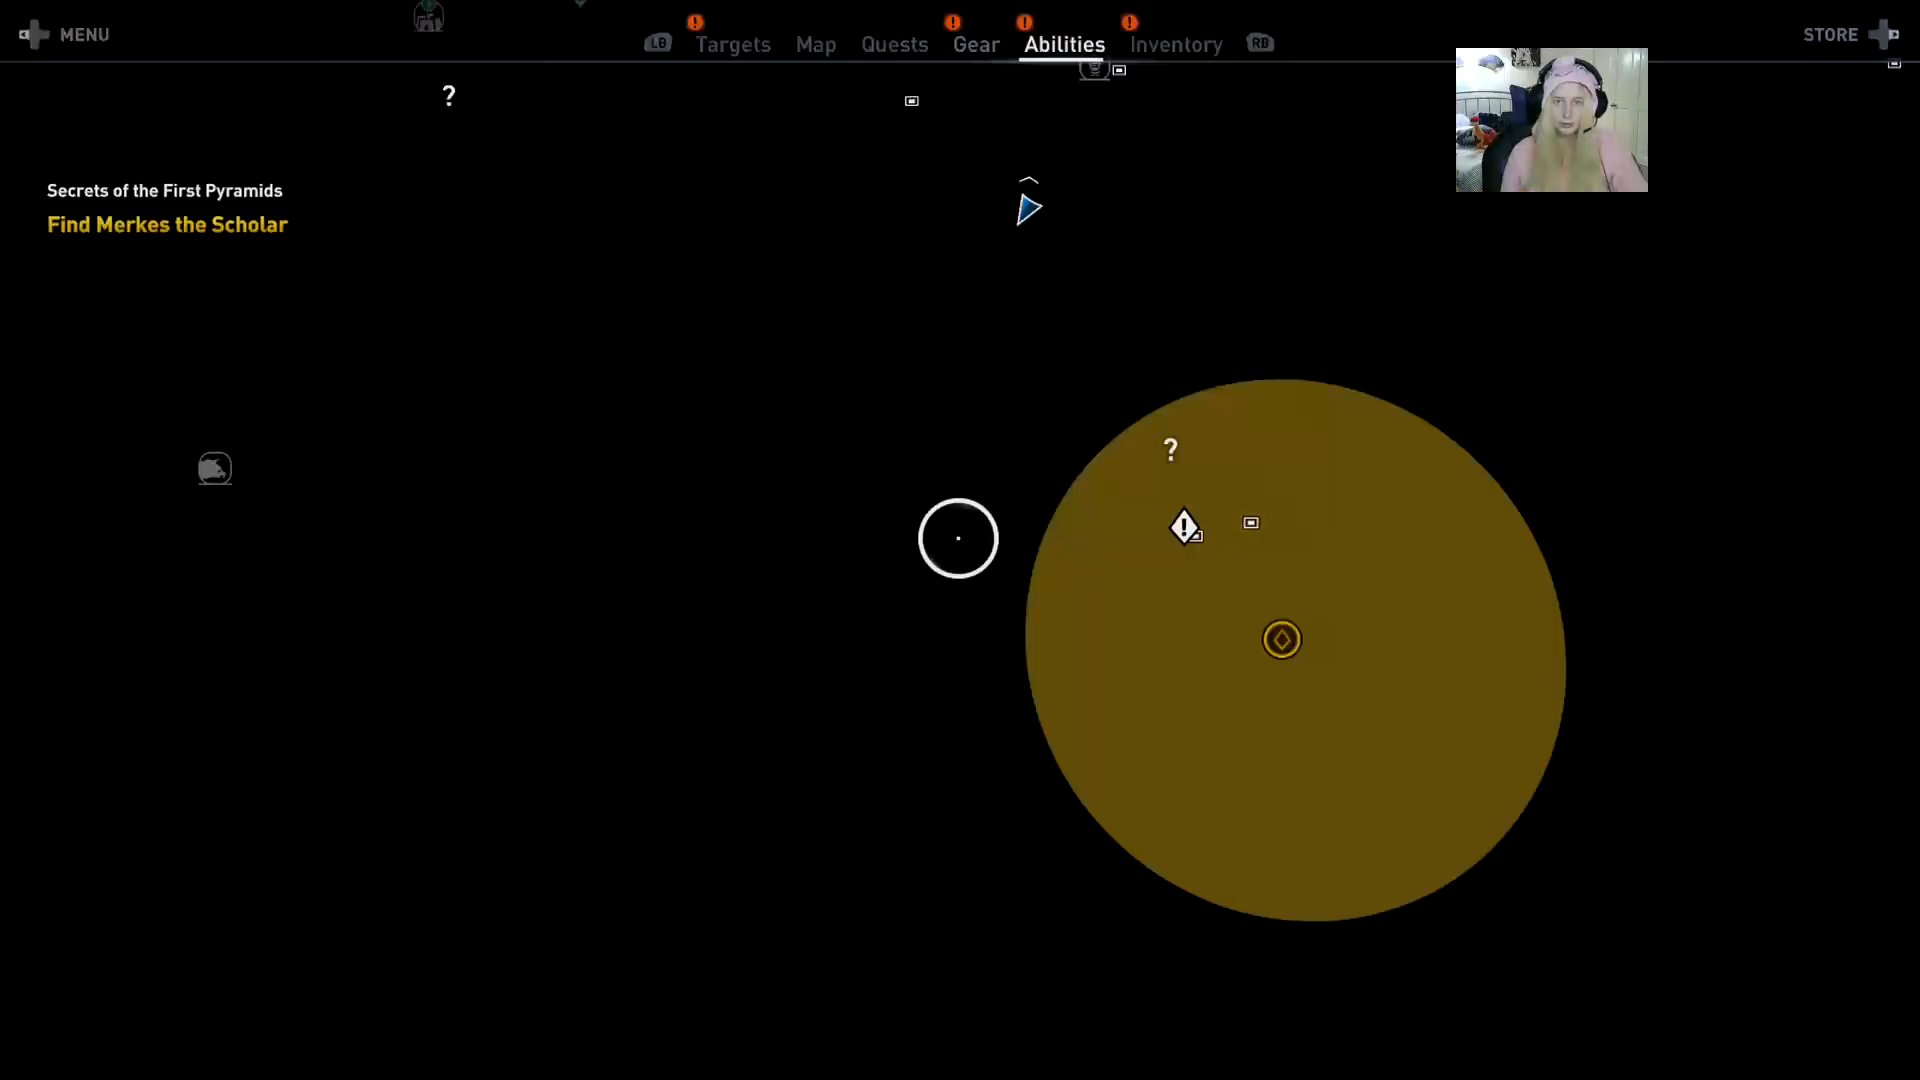 MENU
LB Targets Map Quests Gear Abilities Inventory RB
STORE
Secrets of the First Pyramids
Find Merkes the Scholar